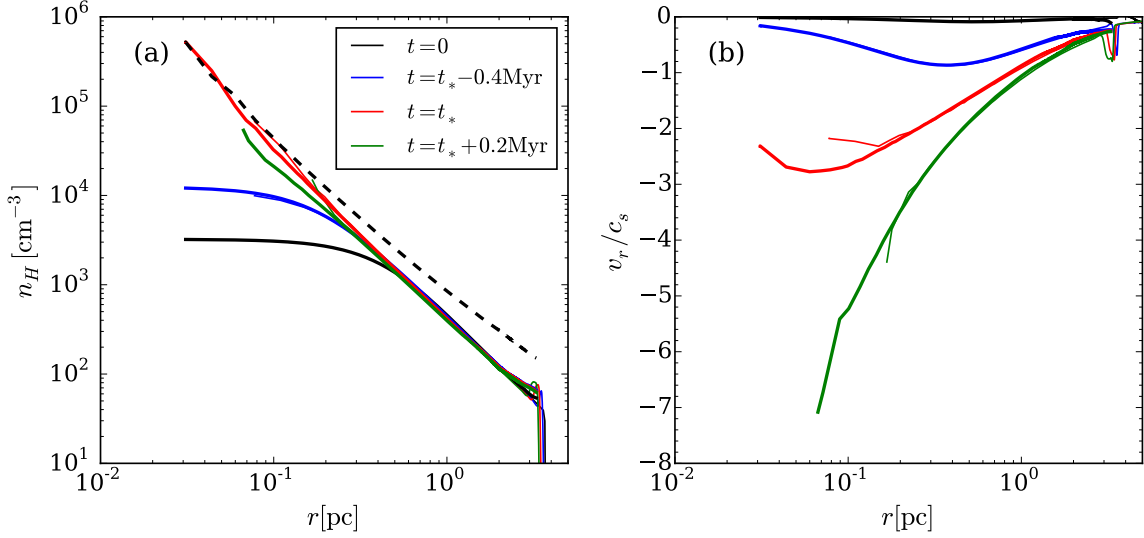 (a)
t = 0
t = t_* − 0.4Myr
t = t_*
t = t_* + 0.2Myr
10^6
10^5
10^4
10^3
10^2
10^1
n_H [cm^−3]
10^−2
10^−1
10^0
r[pc]
(b)
0
−1
−2
−3
−4
−5
−6
−7
−8
v_r/c_s
10^−2
10^−1
10^0
r[pc]